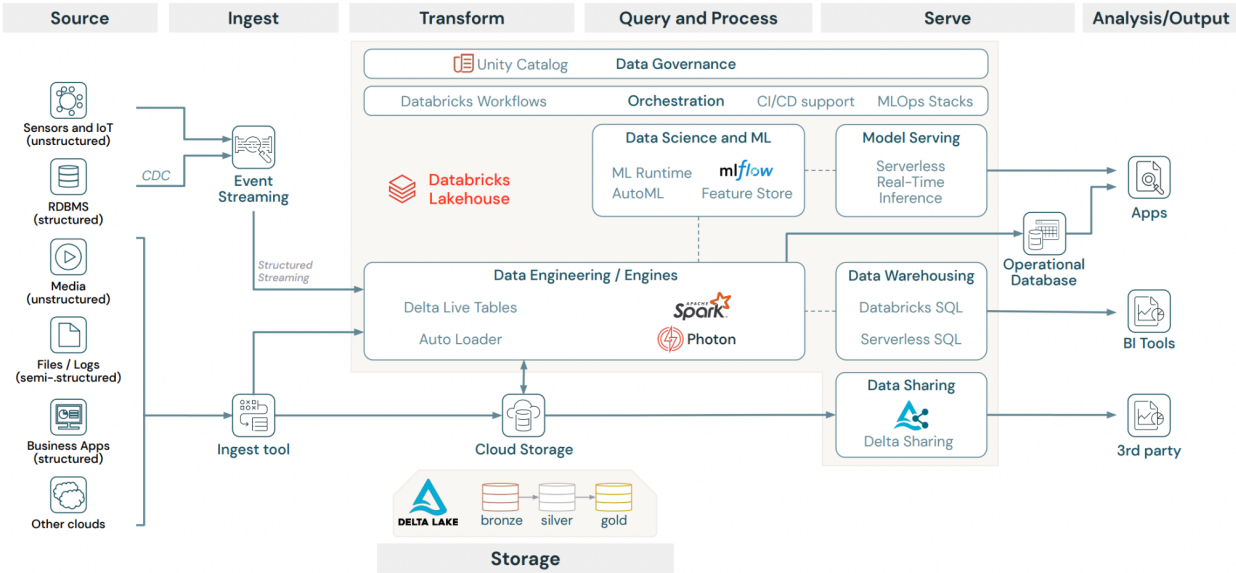 Source
Ingest
Transform
Query and Process
Serve
Analysis/Output
Unity Catalog
Data Governance
Databricks Workflows
Orchestration
CI/CD support
MLOps Stacks
Sensors and IoT
(unstructured)
CDC
RDBMS
(structured)
Media
(unstructured)
Files / Logs
(semi-.structured)
Business Apps
(structured)
Other clouds
Event
Streaming
Structured
Streaming
Ingest tool
Databricks
Lakehouse
Data Science and ML
ML Runtime
mlflow
AutoML
Feature Store
Model Serving
Serverless
Real-Time
Inference
Data Engineering / Engines
Delta Live Tables
APACHE
Spark
Auto Loader
Photon
Data Warehousing
Databricks SQL
Serverless SQL
Operational
Database
Cloud Storage
Data Sharing
Delta Sharing
Apps
BI Tools
3rd party
DELTA LAKE
bronze
silver
gold
Storage